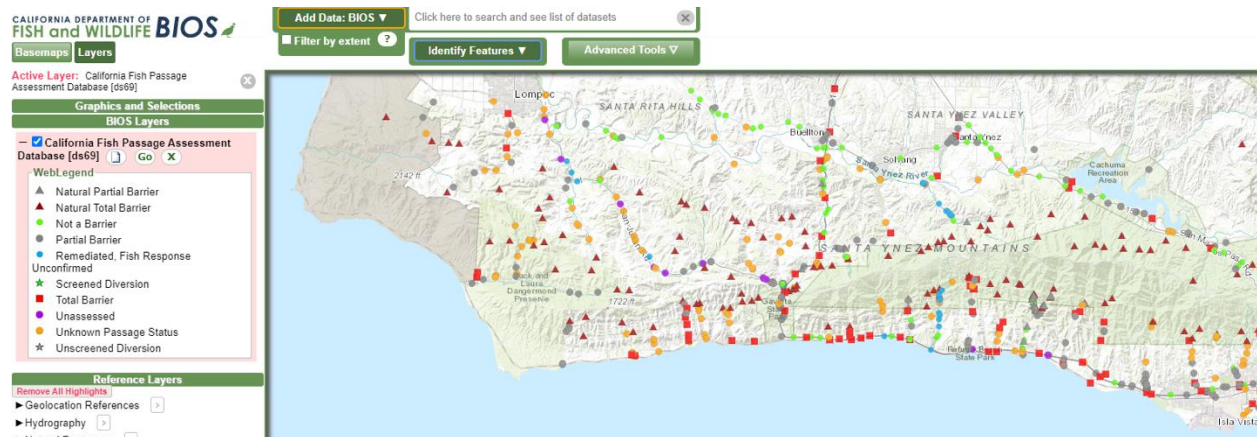 CALIFORNIA DEPARTMENT OF
FISH and WILDLIFE BIOS
Basemaps Layers
Active Layer: California Fish Passage
Assessment Database [ds69]
Graphics and Selections
BIOS Layers
California Fish Passage Assessment
Database [ds69] Go X
WebLegend
Natural Partial Barrier
Natural Total Barrier
Not a Barrier
Partial Barrier
Remediated, Fish Response
Unconfirmed
Screened Diversion
Total Barrier
Unassessed
Unknown Passage Status
Unscreened Diversion
Reference Layers
Remove All Highlights
Geolocation References
Hydrography
Add Data: BIOS ▼
Click here to search and see list of datasets
Filter by extent ?
Identify Features ▼
Advanced Tools ▽
Lompoc
SANTA RITA HILLS
SANTA YNEZ VALLEY
Buellton
Santa Ynez
Solvang
Santa Ynez River
Cachuma
Recreation
Area
2142 ft
SANTA YNEZ MOUNTAINS
Jack and
Laura
Dangermond
Preserve
1722 ft
Gaviota
State
Park
State Park
Isla Vista